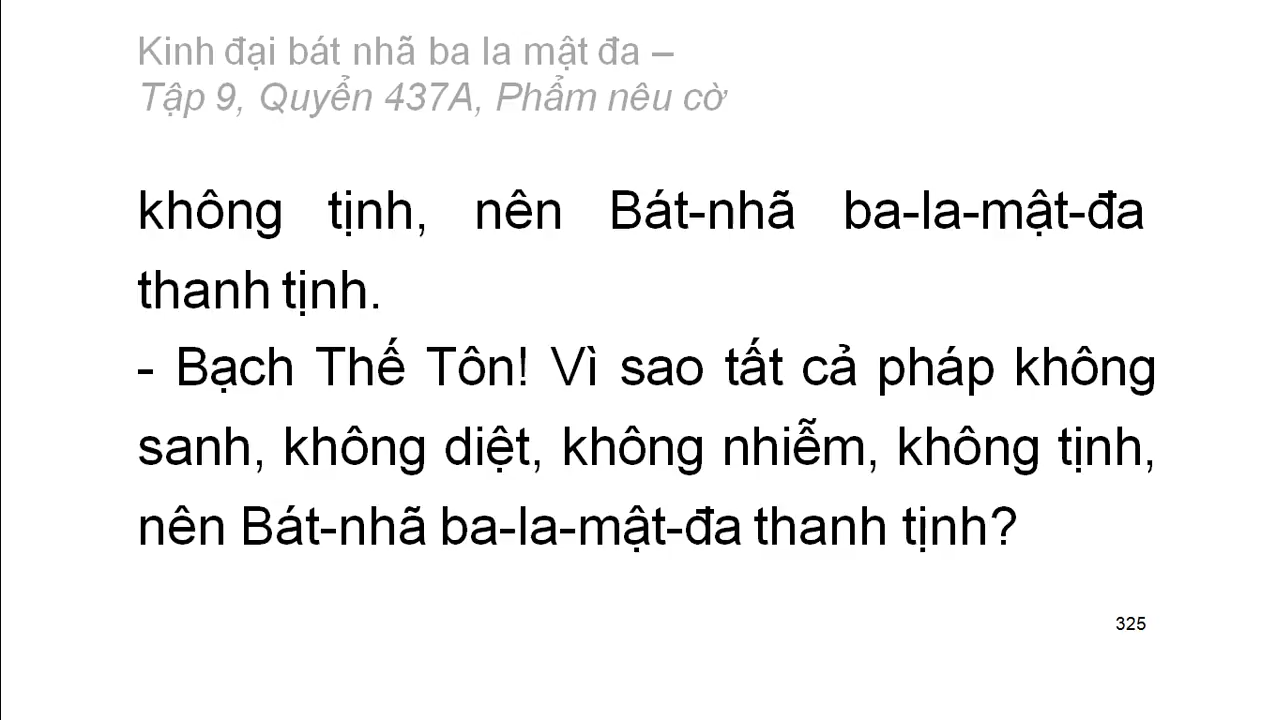 Kinh đại bát nhã ba la mật đa –
Tập 9, Quyển 437A, Phẩm nêu cờ
không tịnh, nên Bát-nhã ba-la-mật-đa
thanh tịnh.
- Bạch Thế Tôn! Vì sao tất cả pháp không
sanh, không diệt, không nhiễm, không tịnh,
nên Bát-nhã ba-la-mật-đa thanh tịnh?
325